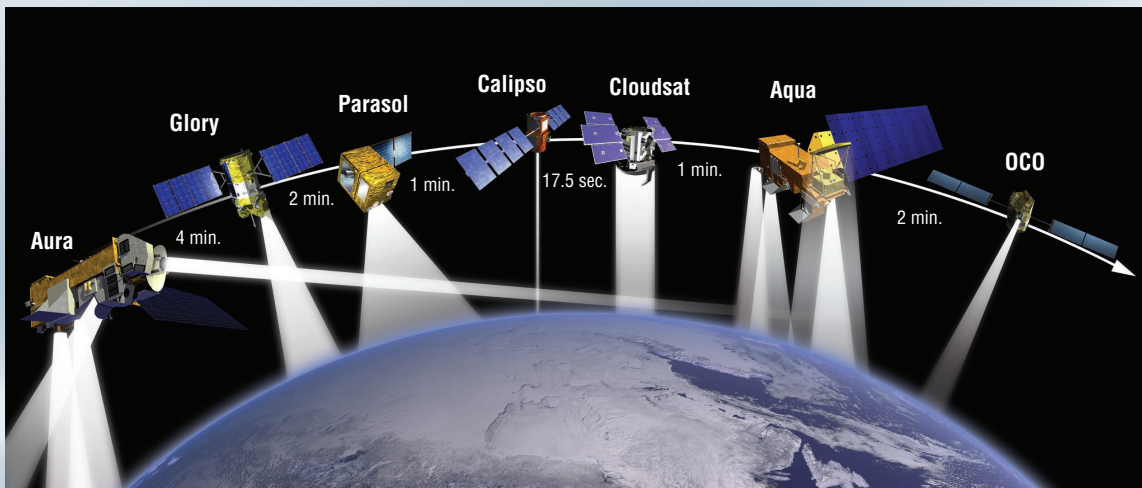 Aura
4 min.
Glory
2 min.
Parasol
1 min.
Calipso
17.5 sec.
Cloudsat
1 min.
Aqua
2 min.
OCO